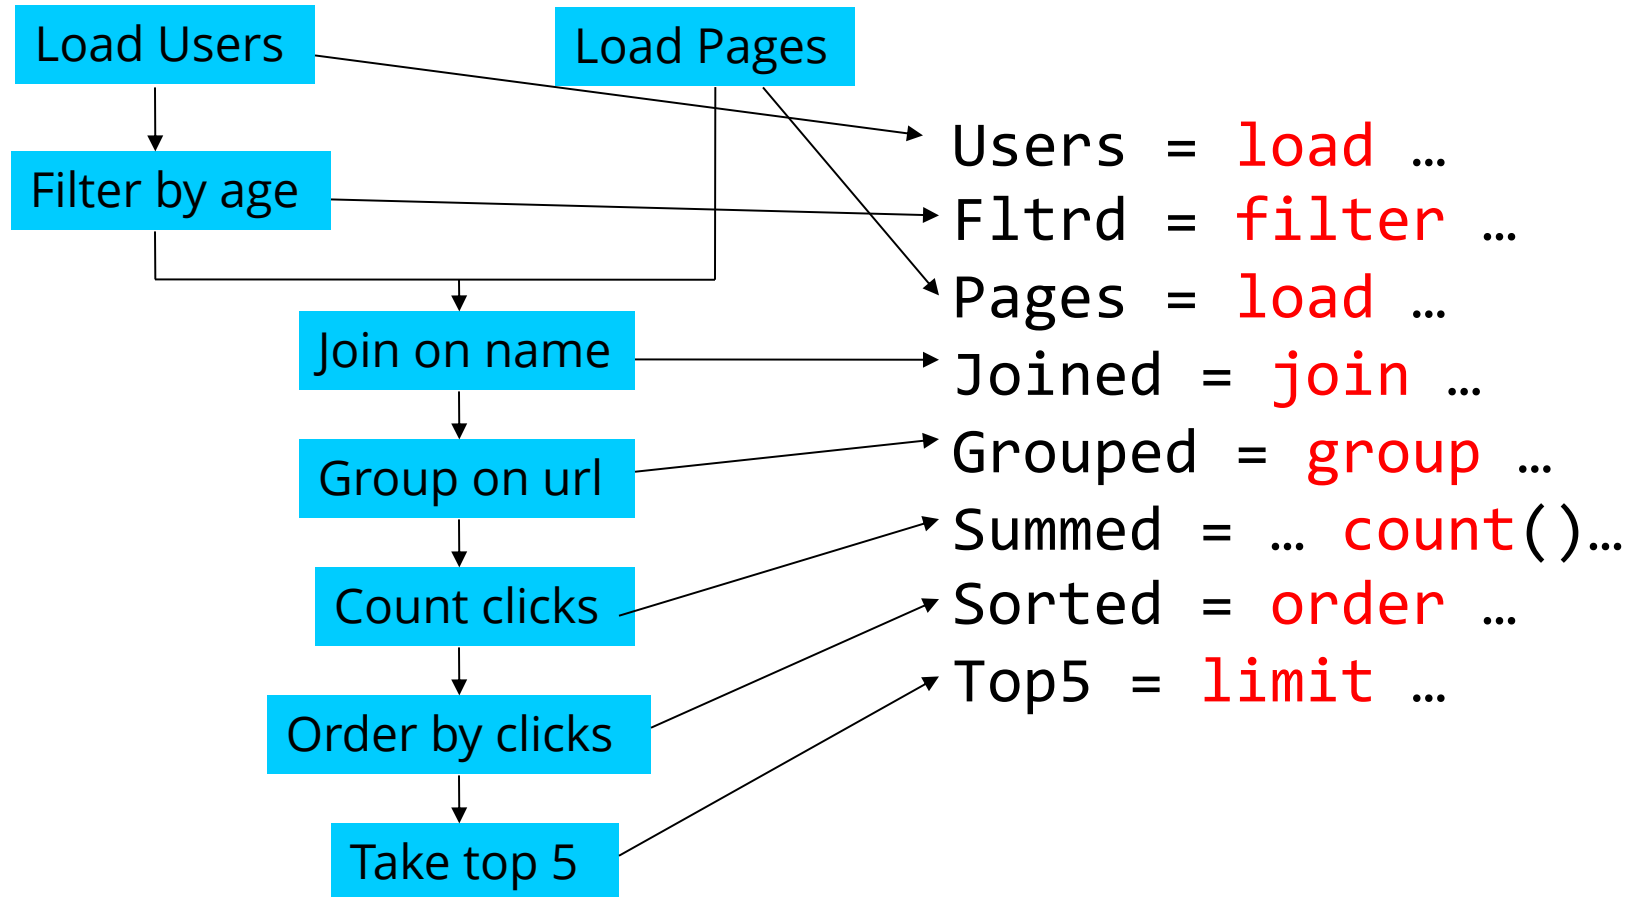 Load Users
Load Pages
Filter by age
Join on name
Group on url
Count clicks
Order by clicks
Take top 5
Users = load …
Fltrd = filter …
Pages = load …
Joined = join …
Grouped = group …
Summed = … count()…
Sorted = order …
Top5 = limit …